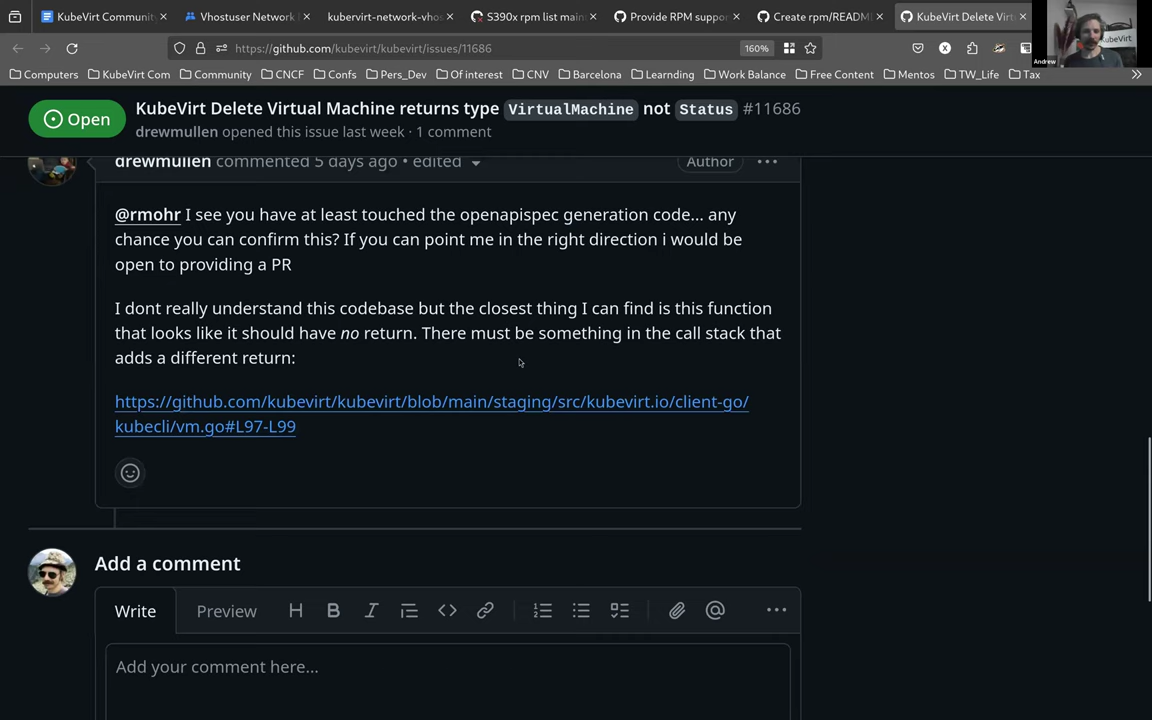 KubeVirt Communit
Vhostuser Network
kubervirt-network-vhos
S390x rpm list main
Provide RPM suppo
Create rpm/READM
KubeVirt Delete Virt
https://github.com/kubevirt/kubevirt/issues/11686
160%
Computers
KubeVirt Com
Community
CNCF
Confs
Pers_Dev
Of interest
CNV
Barcelona
Learnding
Work Balance
Free Content
Mentos
TW_Life
Tax
KubeVirt
Andrew
Open
KubeVirt Delete Virtual Machine returns type VirtualMachine not Status #11686
drewmullen opened this issue last week · 1 comment
drewmullen commented 5 days ago • edited
Author
@rmohr I see you have at least touched the openapispec generation code... any
chance you can confirm this? If you can point me in the right direction i would be
open to providing a PR
I dont really understand this codebase but the closest thing I can find is this function
that looks like it should have no return. There must be something in the call stack that
adds a different return:
https://github.com/kubevirt/kubevirt/blob/main/staging/src/kubevirt.io/client-go/
kubecli/vm.go#L97-L99
Add a comment
Write
Preview
Add your comment here...